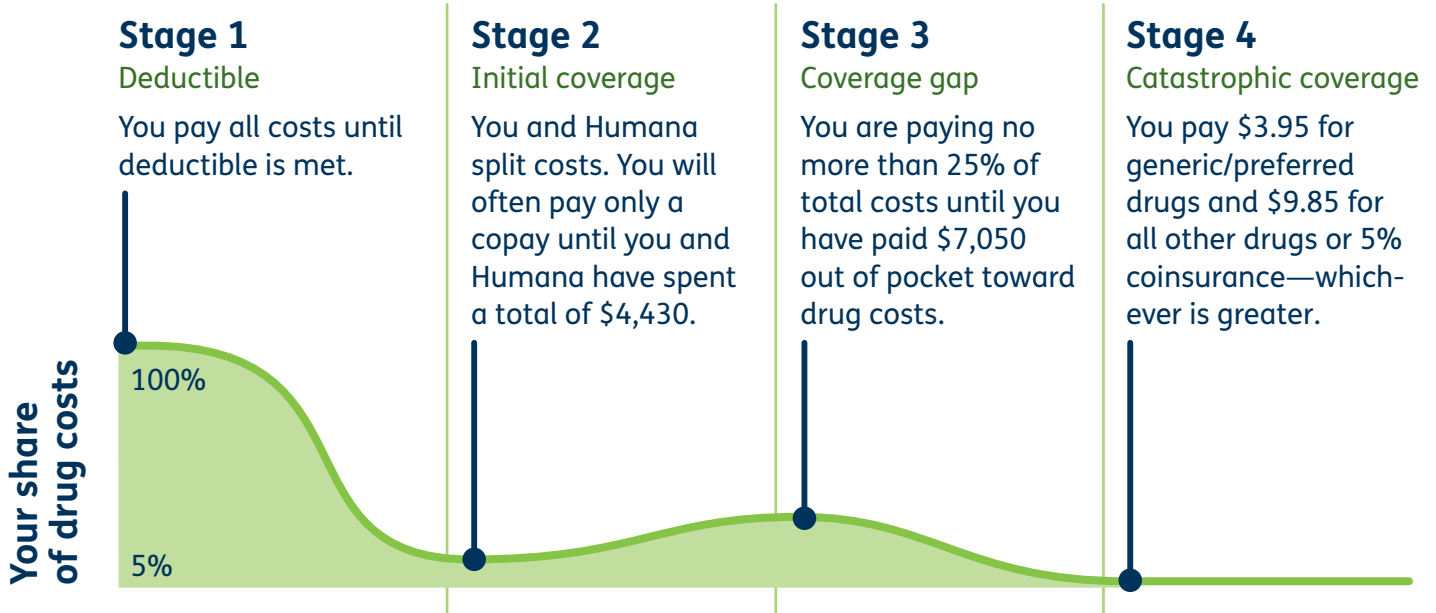 Stage 1
Deductible
You pay all costs until
deductible is met.
Stage 2
Initial coverage
You and Humana
split costs. You will
often pay only a
copay until you and
Humana have spent
a total of $4,430.
Stage 3
Coverage gap
You are paying no
more than 25% of
total costs until you
have paid $7,050
out of pocket toward
drug costs.
Stage 4
Catastrophic coverage
You pay $3.95 for
generic/preferred
drugs and $9.85 for
all other drugs or 5%
coinsurance—which-
ever is greater.
Your share
of drug costs
100%
5%